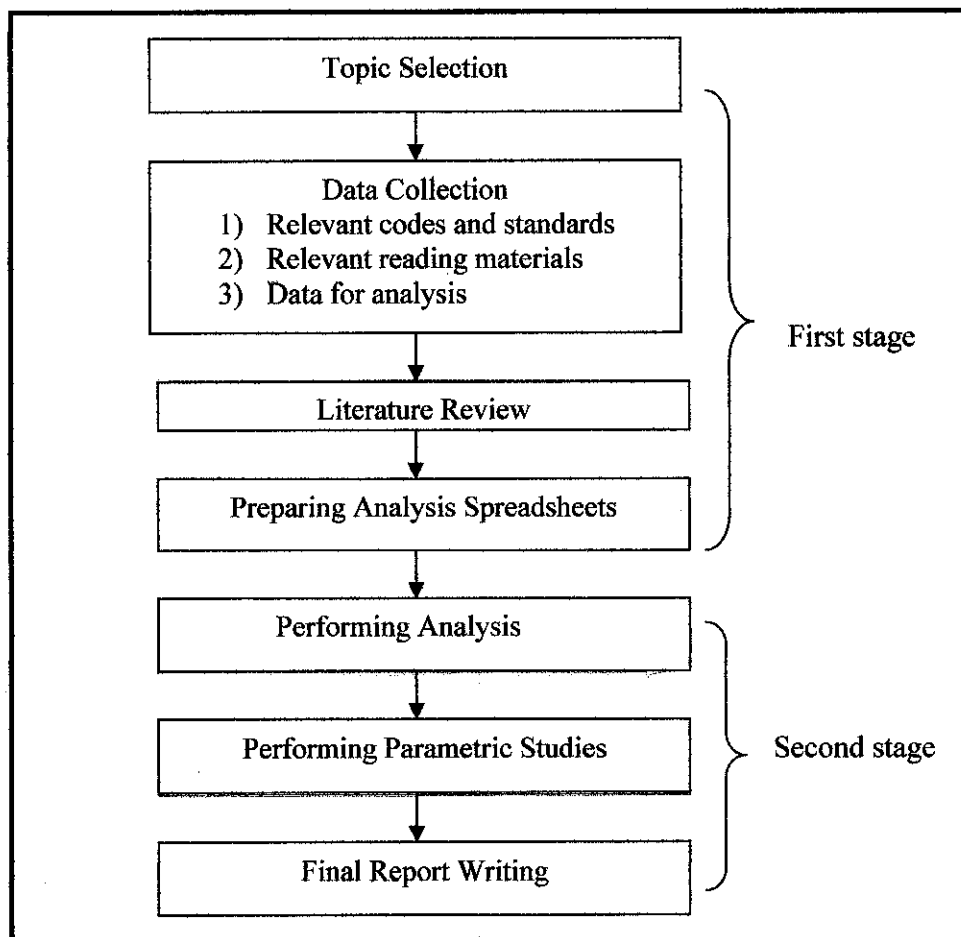 Topic Selection
Data Collection
1) Relevant codes and standards
2) Relevant reading materials
3) Data for analysis
Literature Review
Preparing Analysis Spreadsheets
First stage
Performing Analysis
Performing Parametric Studies
Final Report Writing
Second stage